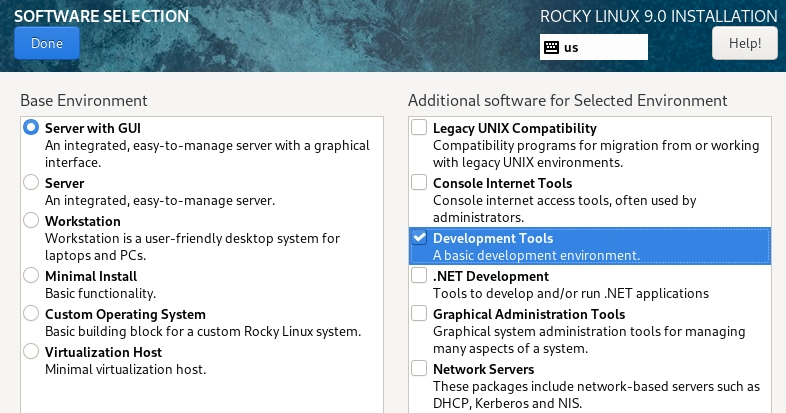 SOFTWARE SELECTION
ROCKY LINUX 9.0 INSTALLATION
Done
us
Help!
Base Environment
Server with GUI
An integrated, easy-to-manage server with a graphical
interface.
Server
An integrated, easy-to-manage server.
Workstation
Workstation is a user-friendly desktop system for
laptops and PCs.
Minimal Install
Basic functionality.
Custom Operating System
Basic building block for a custom Rocky Linux system.
Virtualization Host
Minimal virtualization host.
Additional software for Selected Environment
Legacy UNIX Compatibility
Compatibility programs for migration from or working
with legacy UNIX environments.
Console Internet Tools
Console internet access tools, often used by
administrators.
Development Tools
A basic development environment.
.NET Development
Tools to develop and/or run .NET applications
Graphical Administration Tools
Graphical system administration tools for managing
many aspects of a system.
Network Servers
These packages include network-based servers such as
DHCP, Kerberos and NIS.